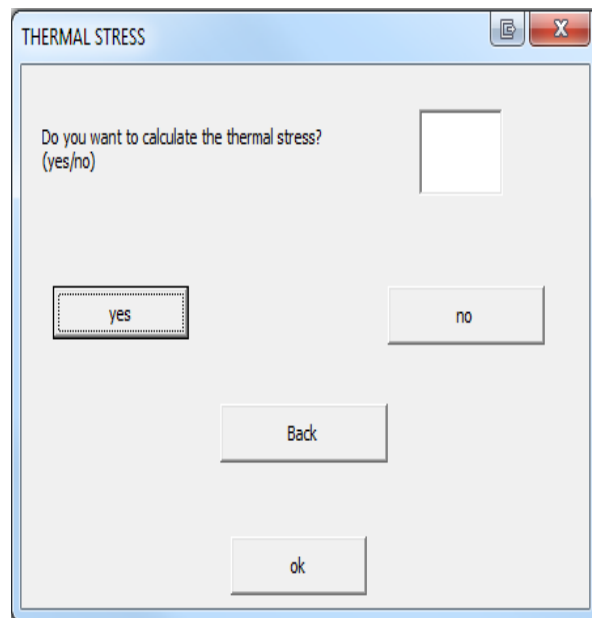 THERMAL STRESS
Do you want to calculate the thermal stress?
(yes/no)
yes
no
Back
ok